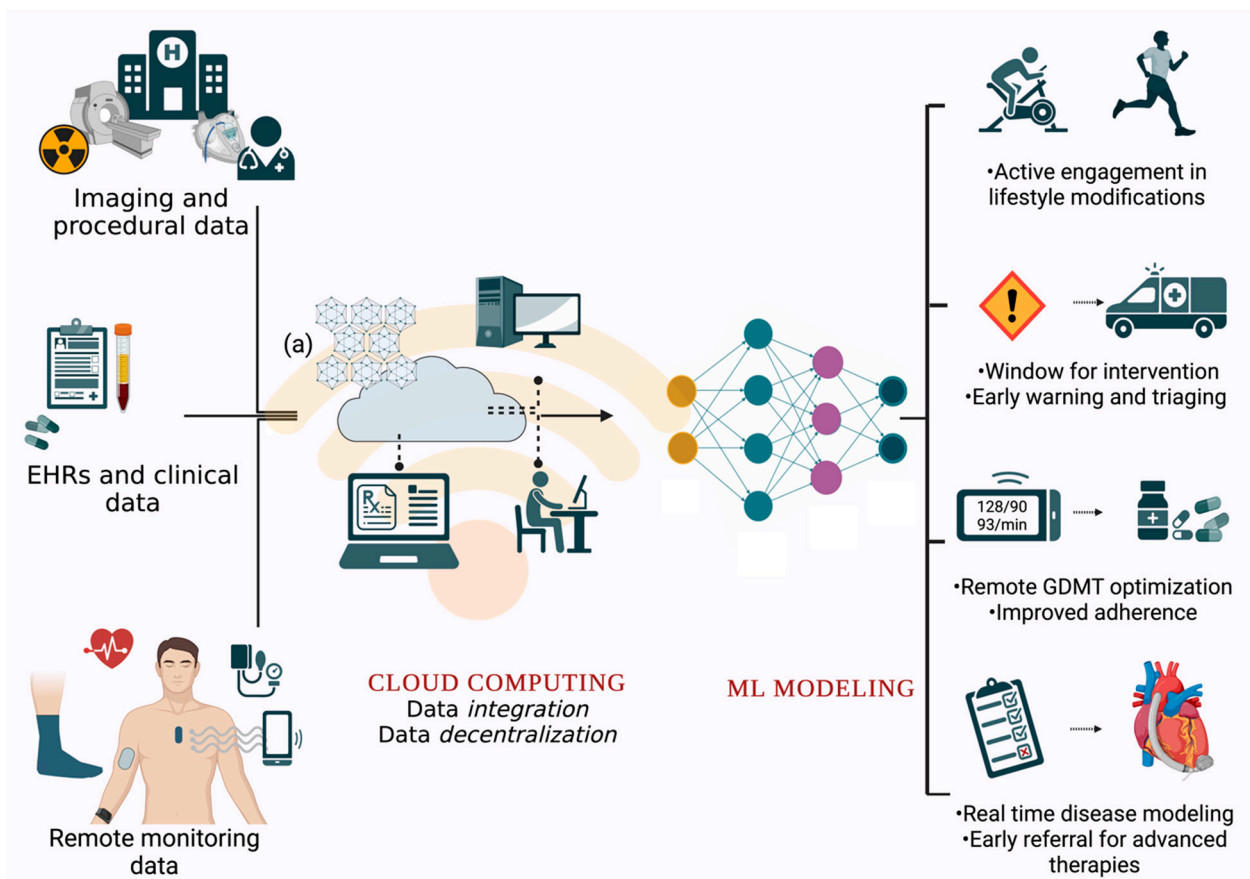 Imaging and
procedural data
EHRs and clinical
data
Remote monitoring
data
(a)
Rx
CLOUD COMPUTING
Data integration
Data decentralization
ML MODELING
•Active engagement in
lifestyle modifications
•Window for intervention
•Early warning and triaging
128/90
93/min
•Remote GDMT optimization
•Improved adherence
•Real time disease modeling
•Early referral for advanced
therapies
H
!